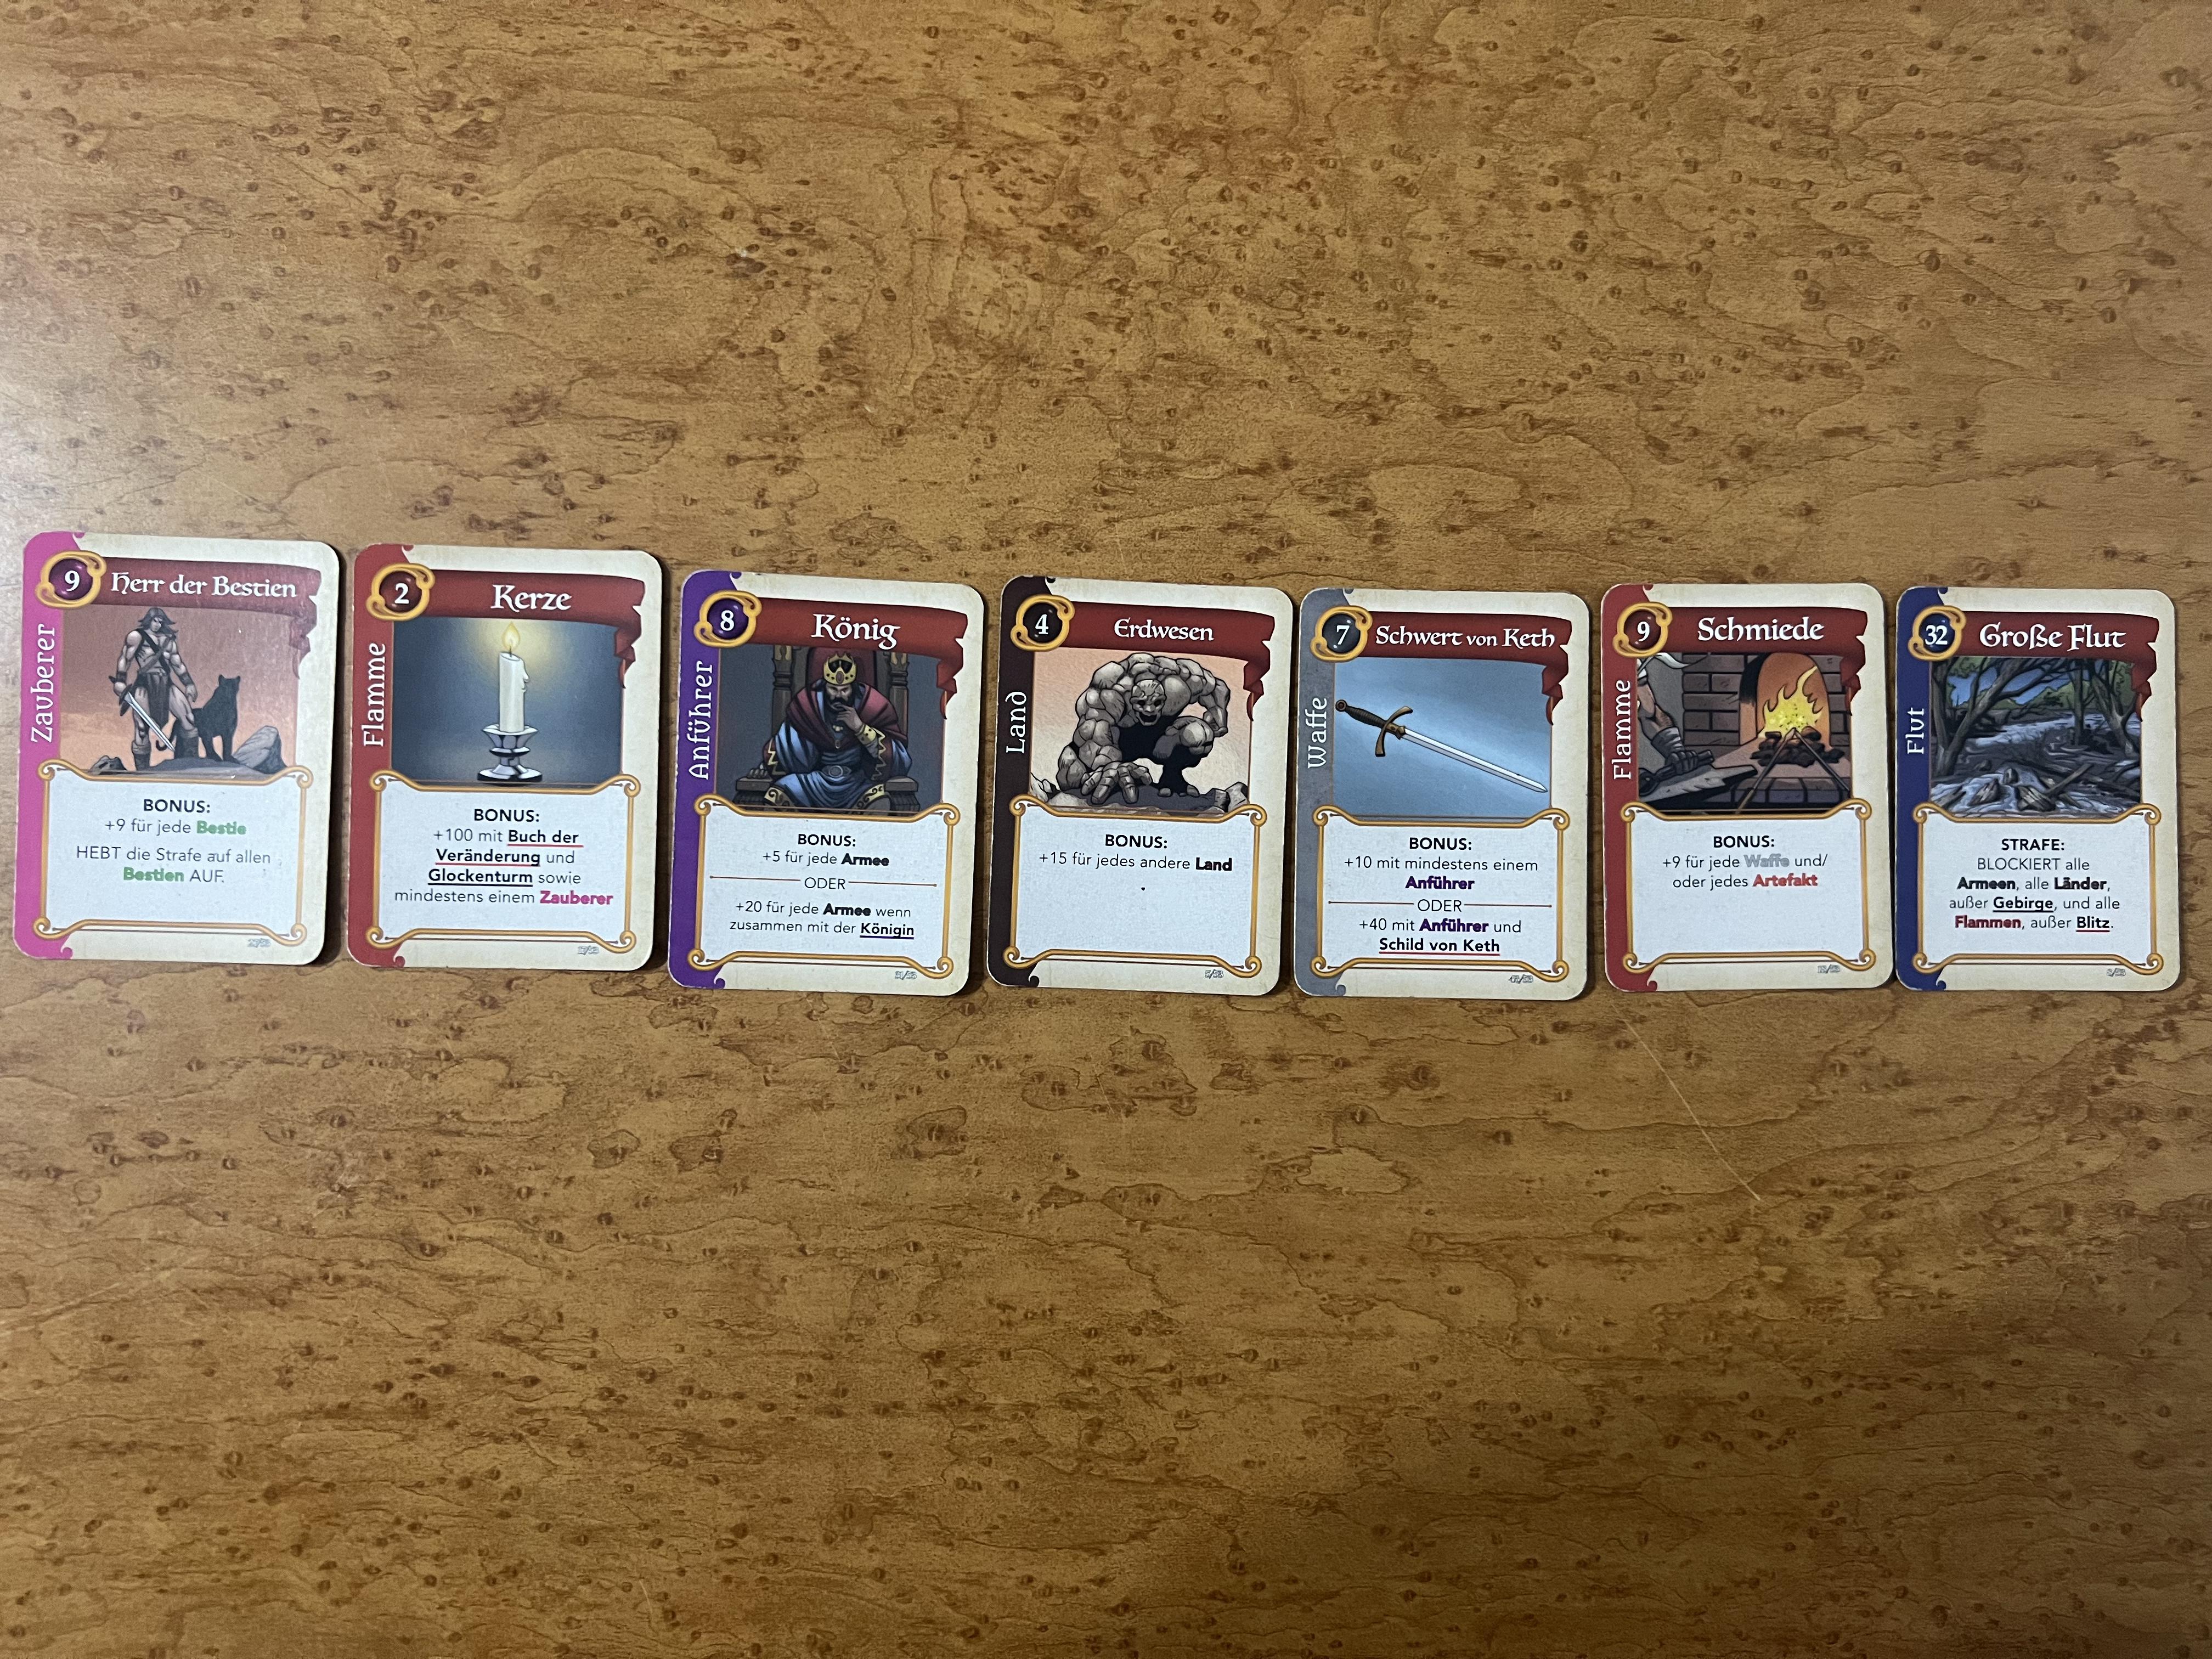 Zauberer
9
Herr der Bestien
BONUS:
+9 für jede Bestie
HEBT die Strafe auf allen
Bestien AUF.
Flamme
2
Kerze
BONUS:
+100 mit Buch der
Veränderung und
Glockenturm sowie
mindestens einem Zauberer
Anführer
8
König
BONUS:
+5 für jede Armee
ODER
+20 für jede Armee wenn
zusammen mit der Königin
31/53
Land
4
Erdwesen
BONUS:
+15 für jedes andere Land
5/53
Waffe
7
Schwert von Keth
BONUS:
+10 mit mindestens einem
Anführer
ODER
+40 mit Anführer und
Schild von Keth
Flamme
9
Schmiede
BONUS:
+9 für jede Waffe und/
oder jedes Artefakt
Flut
32
Große Flut
STRAFE:
BLOCKIERT alle
Armeen, alle Länder,
außer Gebirge, und alle
Flammen, außer Blitz.